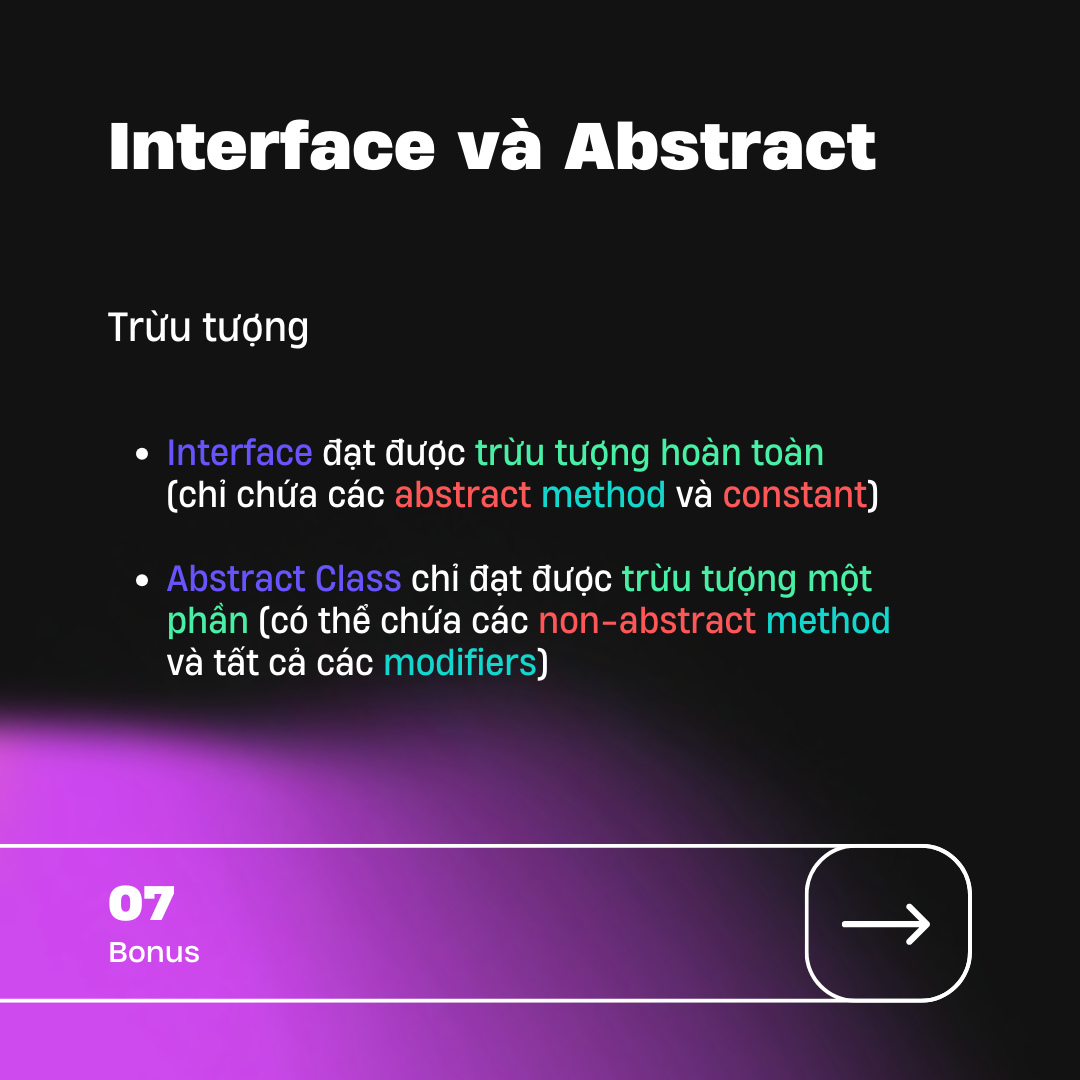 Interface và Abstract
Trừu tượng
• Interface đạt được trừu tượng hoàn toàn
(chỉ chứa các abstract method và constant)
• Abstract Class chỉ đạt được trừu tượng một
phần (có thể chứa các non-abstract method
và tất cả các modifiers)
07
Bonus